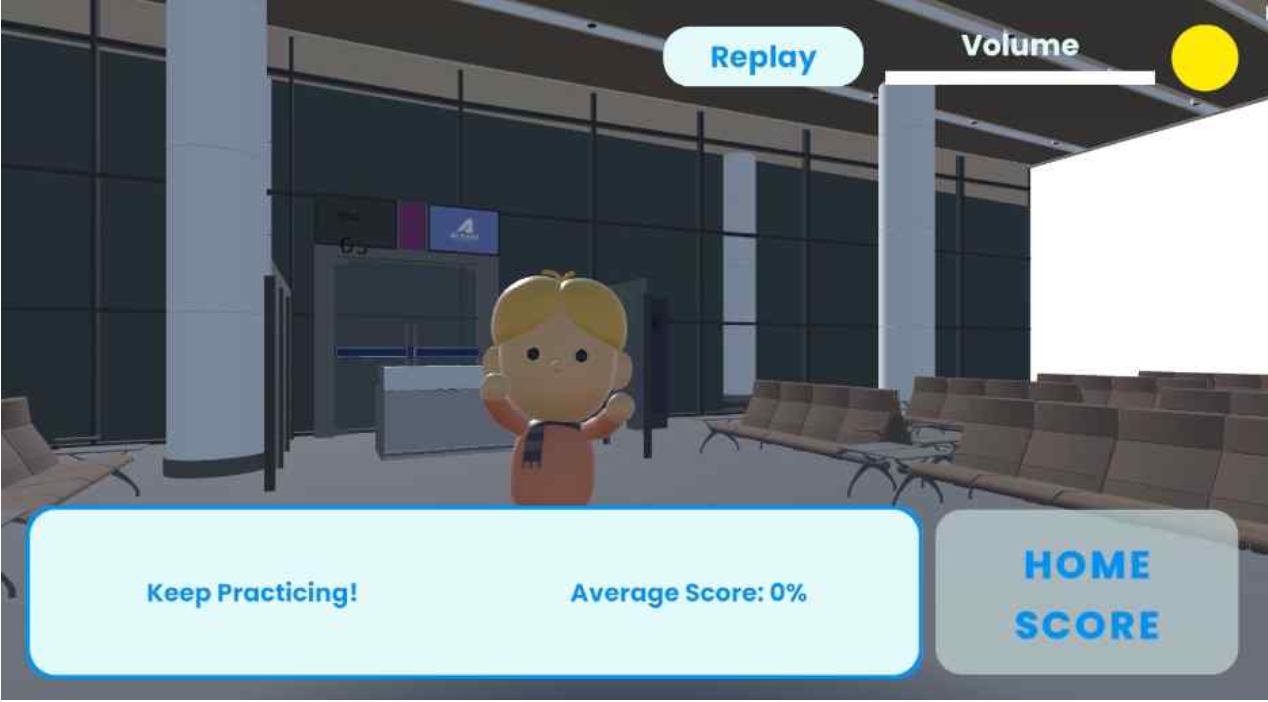 Replay
Volume
Keep Practicing!
Average Score: 0%
HOME
SCORE